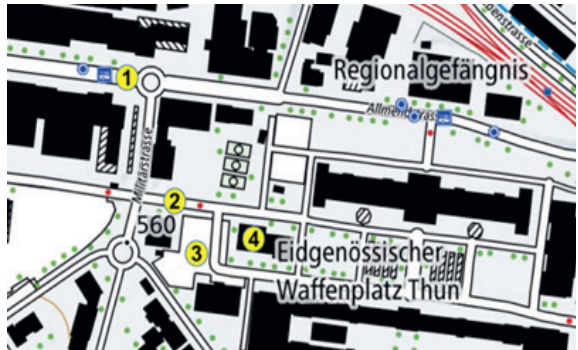 Regionalgefängnis
1
Allmendstrasse
Militärstrasse
2
560
3
4
Eidgenössischer
Waffenplatz Thun